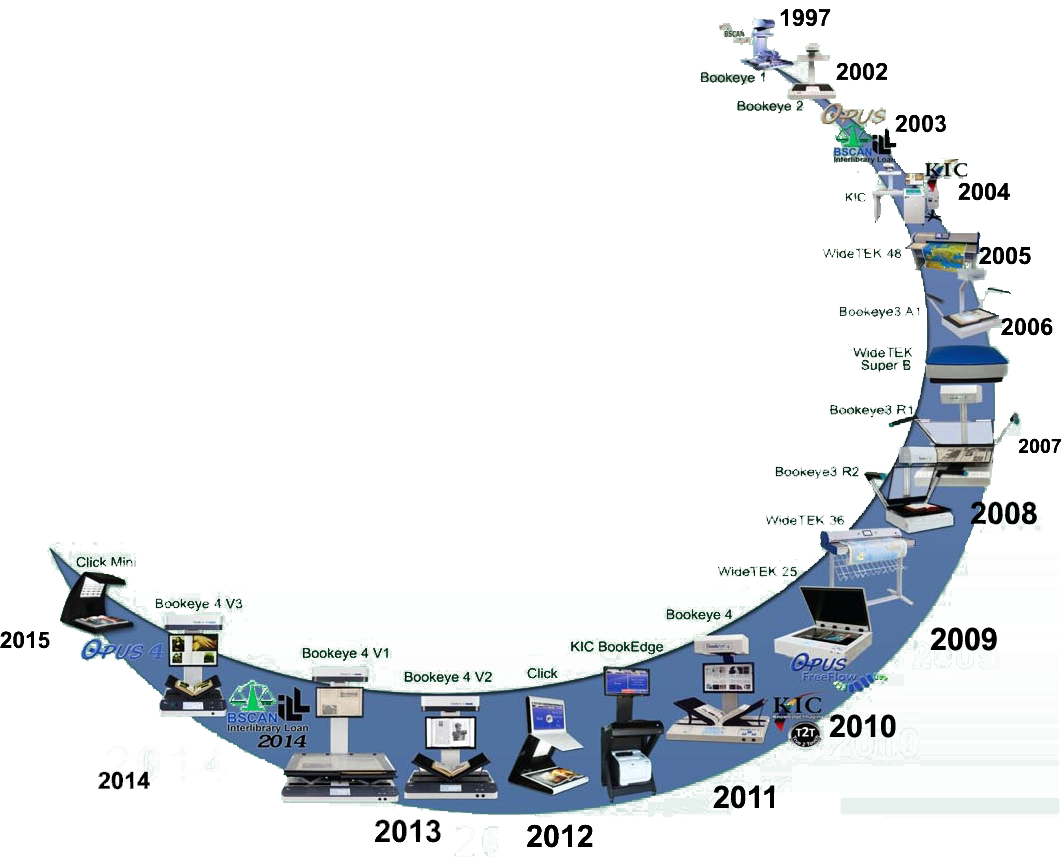 1997
BSCAN
Bookeye 1
2002
Bookeye 2
OPUS
2003
BSCAN ILL
Interlibrary Loan
KIC
2004
KIC
WideTEK 48
2005
Bookeye3 A1
2006
WideTEK
Super B
Bookeye3 R1
2007
Bookeye3 R2
2008
WideTEK 36
WideTEK 25
2009
OPUS
FreeFlow
Bookeye 4
KIC
T2T
2010
KIC BookEdge
2011
Click
2012
Bookeye 4 V2
2013
Bookeye 4 V1
BSCAN ILL
Interlibrary Loan
2014
Bookeye 4 V3
2014
Click Mini
OPUS 4
2015